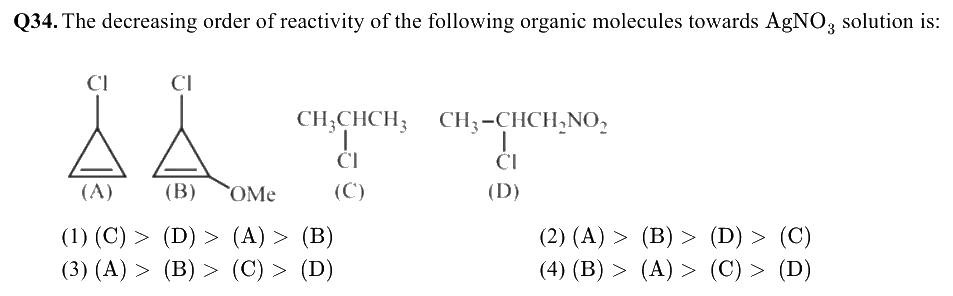 Q34. The decreasing order of reactivity of the following organic molecules towards AgNO₃ solution is:
Cl Cl
CH₃CHCH₃ CH₃–CHCH₂NO₂
Cl Cl
(A) (B) OMe (C) (D)
(1) (C) > (D) > (A) > (B) (2) (A) > (B) > (D) > (C)
(3) (A) > (B) > (C) > (D) (4) (B) > (A) > (C) > (D)